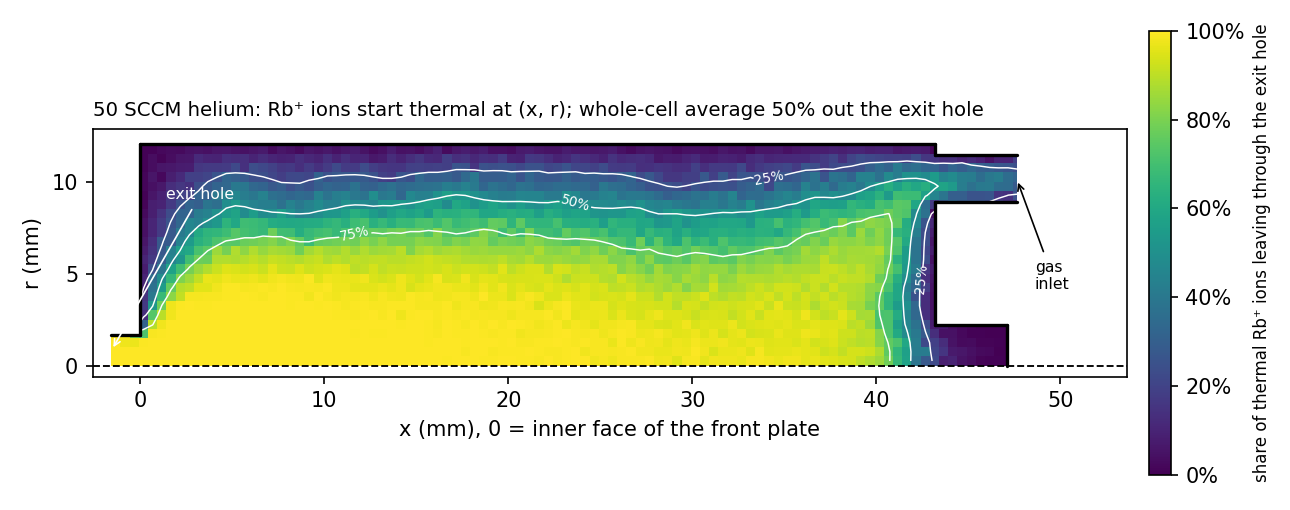 50 SCCM helium: Rb⁺ ions start thermal at (x, r); whole-cell average 50% out the exit hole
r (mm)
10
5
0
exit hole
25%
50%
75%
25%
gas
inlet
0
10
20
30
40
50
x (mm), 0 = inner face of the front plate
100%
80%
60%
40%
20%
0%
share of thermal Rb⁺ ions leaving through the exit hole